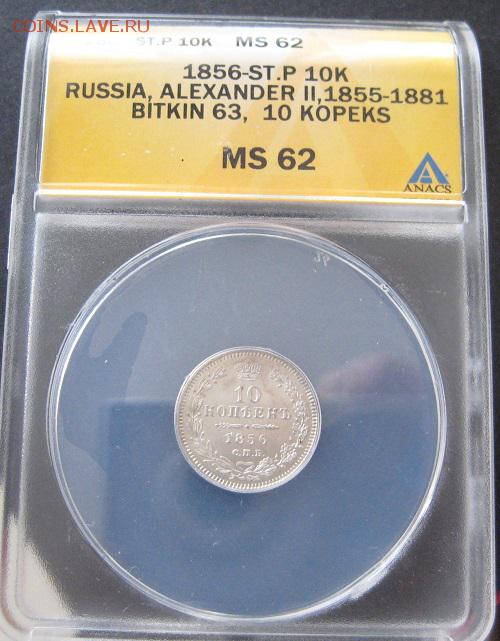 COINS.LAVE.RU
ST.P 10K MS 62
1856-ST.P 10K
RUSSIA, ALEXANDER II,1855-1881
BITKIN 63, 10 KOPEKS
MS 62
ANACS
10
КОПѢЕКЪ
1856
С.П.Б.